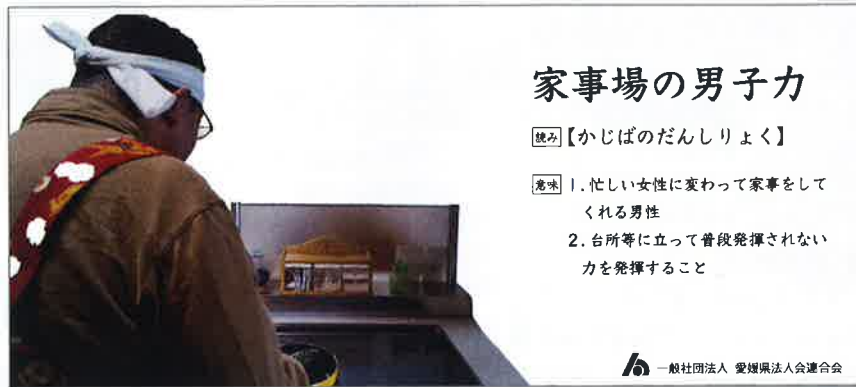 家事場の男子力
読み【かじばのだんしりょく】
意味 1.忙しい女性に変わって家事をして
くれる男性
2.台所等に立って普段発揮されない
力を発揮すること
一般社団法人 愛媛県法人会連合会